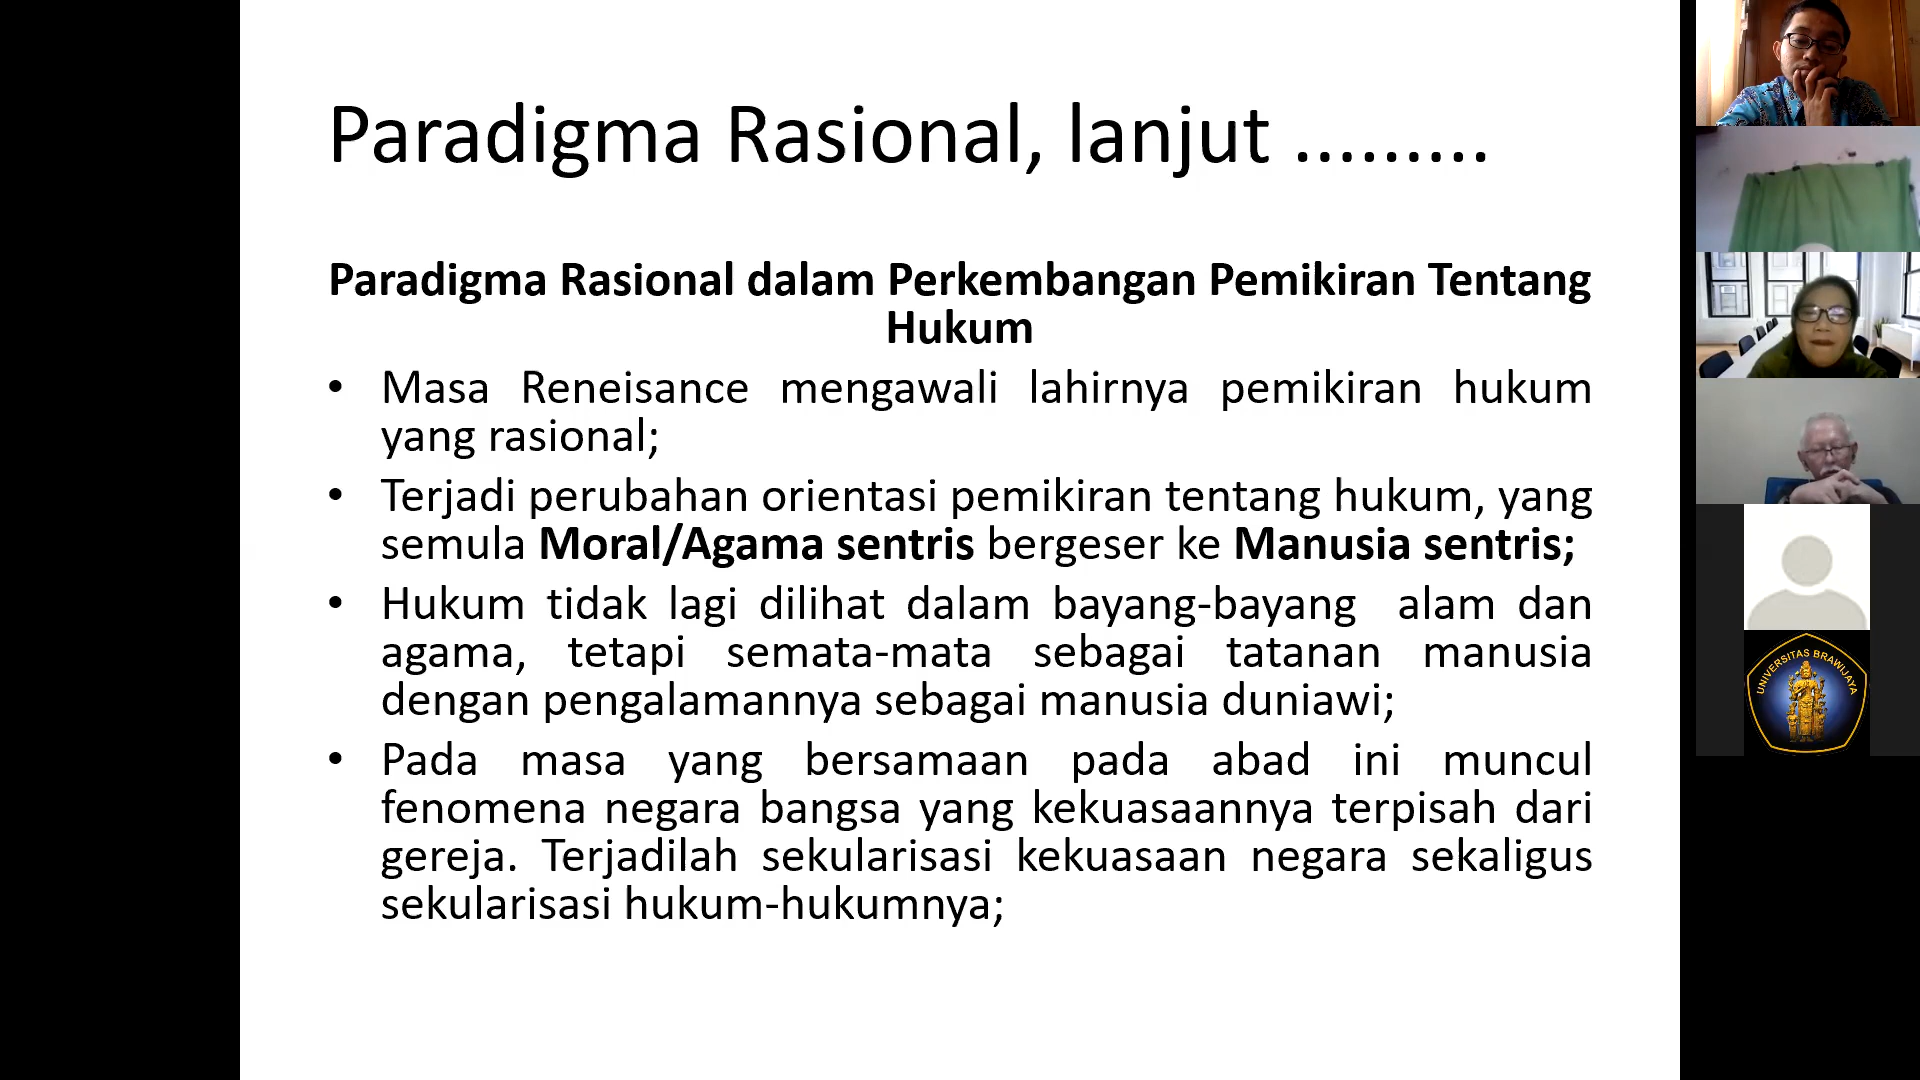 Paradigma Rasional, lanjut .........
Paradigma Rasional dalam Perkembangan Pemikiran Tentang
Hukum
• Masa Reneisance mengawali lahirnya pemikiran hukum
yang rasional;
• Terjadi perubahan orientasi pemikiran tentang hukum, yang
semula Moral/Agama sentris bergeser ke Manusia sentris;
• Hukum tidak lagi dilihat dalam bayang-bayang alam dan
agama, tetapi semata-mata sebagai tatanan manusia
dengan pengalamannya sebagai manusia duniawi;
• Pada masa yang bersamaan pada abad ini muncul
fenomena negara bangsa yang kekuasaannya terpisah dari
gereja. Terjadilah sekularisasi kekuasaan negara sekaligus
sekularisasi hukum-hukumnya;
UNIVERSITAS BRAWIJAYA